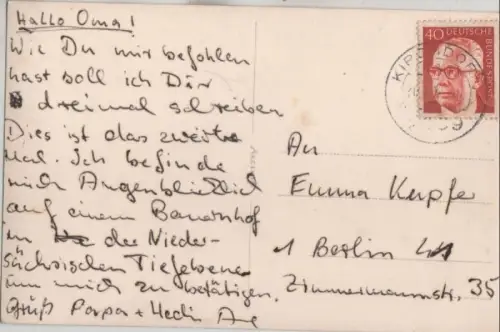 Hallo Oma!
Wie Du mir befohlen
hast soll ich Dir
dreimal schreiben
Dies ist das zweite
mal. Ich befinde
mich Augenblicklich
auf einem Bauernhof
in der Nieder-
sächsischen Tiefebene
um mich zu betätigen.
Gruß Papa +
40 DEUTSCHE
BUNDESPOST
An
Emma Kupfer
1 Berlin 41
Zimmermannstr. 35